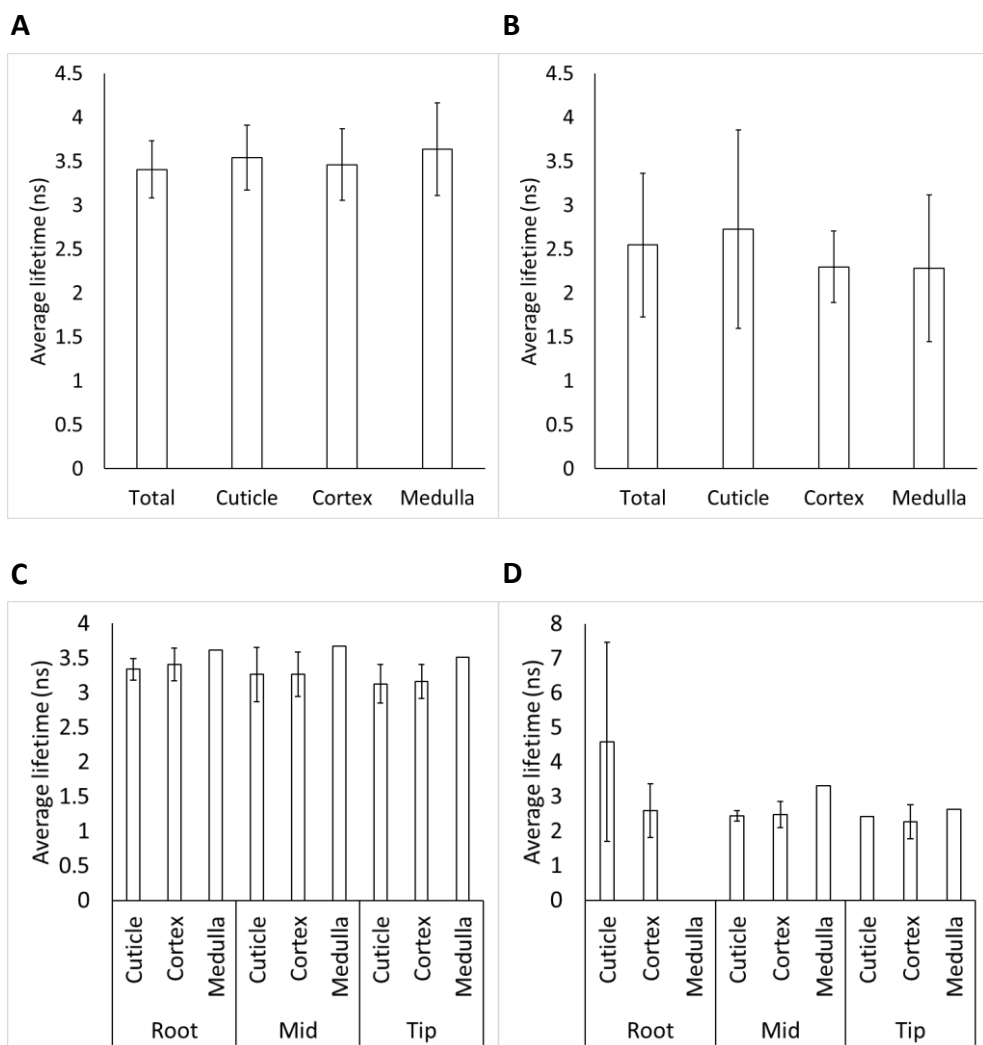 A
Average lifetime (ns)
4.5
4
3.5
3
2.5
2
1.5
1
0.5
0
Total Cuticle Cortex Medulla
B
Average lifetime (ns)
4.5
4
3.5
3
2.5
2
1.5
1
0.5
0
Total Cuticle Cortex Medulla
C
Average lifetime (ns)
4
3.5
3
2.5
2
1.5
1
0.5
0
Cuticle Cortex Medulla Cuticle Cortex Medulla Cuticle Cortex Medulla
Root Mid Tip
D
Average lifetime (ns)
8
7
6
5
4
3
2
1
0
Cuticle Cortex Medulla Cuticle Cortex Medulla Cuticle Cortex Medulla
Root Mid Tip